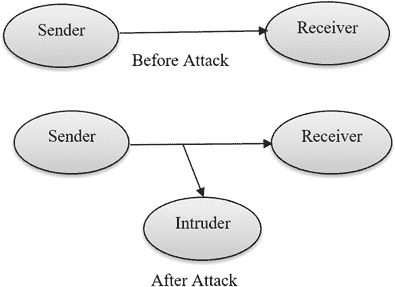 Sender
Receiver
Before Attack
Sender
Receiver
Intruder
After Attack